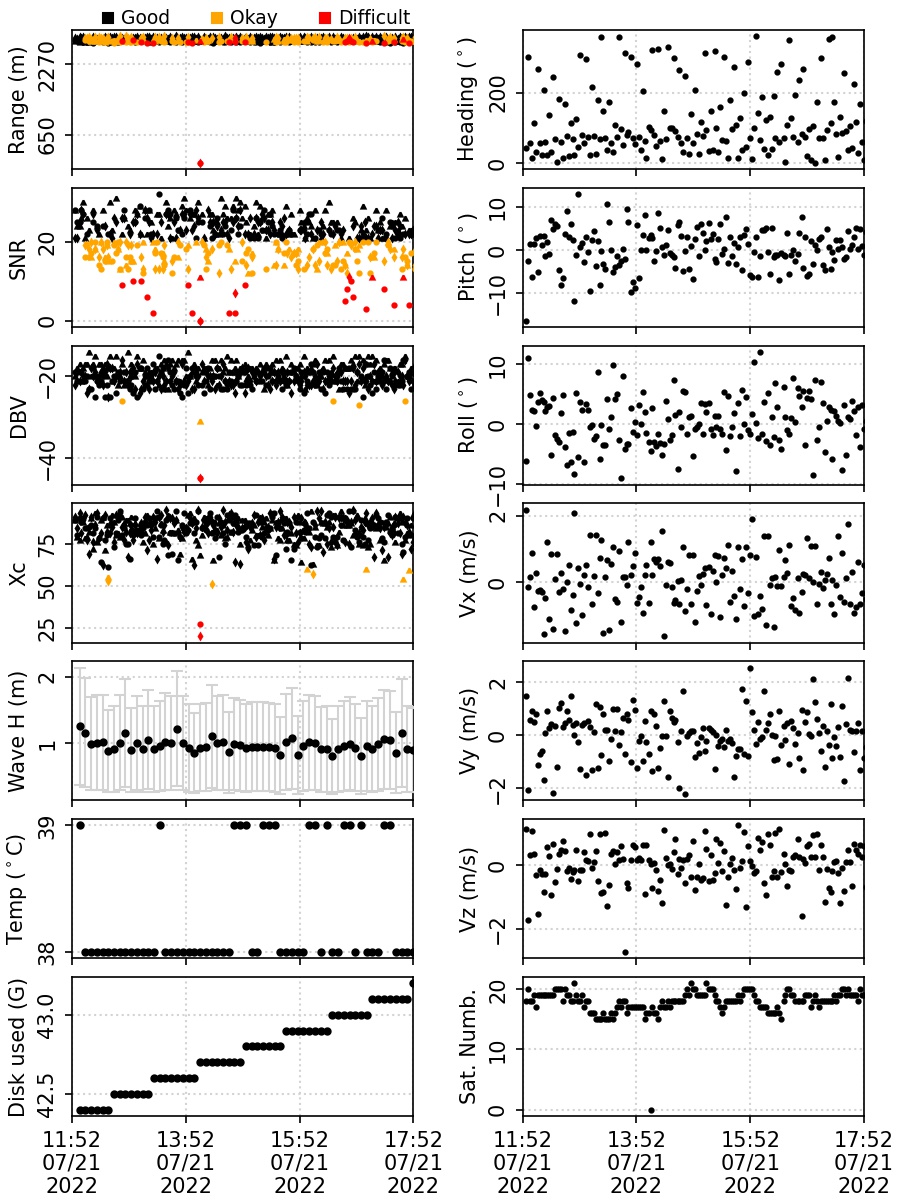 Good Okay Difficult
Range (m)
2270
650
SNR
20
0
DBV
−20
−40
Xc
75
50
25
Wave H (m)
2
1
Temp (°C)
39
38
Disk used (G)
43.0
42.5
11:52 13:52 15:52 17:52
07/21 07/21 07/21 07/21
2022 2022 2022 2022
Heading (°)
200
0
Pitch (°)
10
0
−10
Roll (°)
10
0
−10
Vx (m/s)
2
0
Vy (m/s)
2
0
−2
Vz (m/s)
0
−2
Sat. Numb.
20
10
0
11:52 13:52 15:52 17:52
07/21 07/21 07/21 07/21
2022 2022 2022 2022